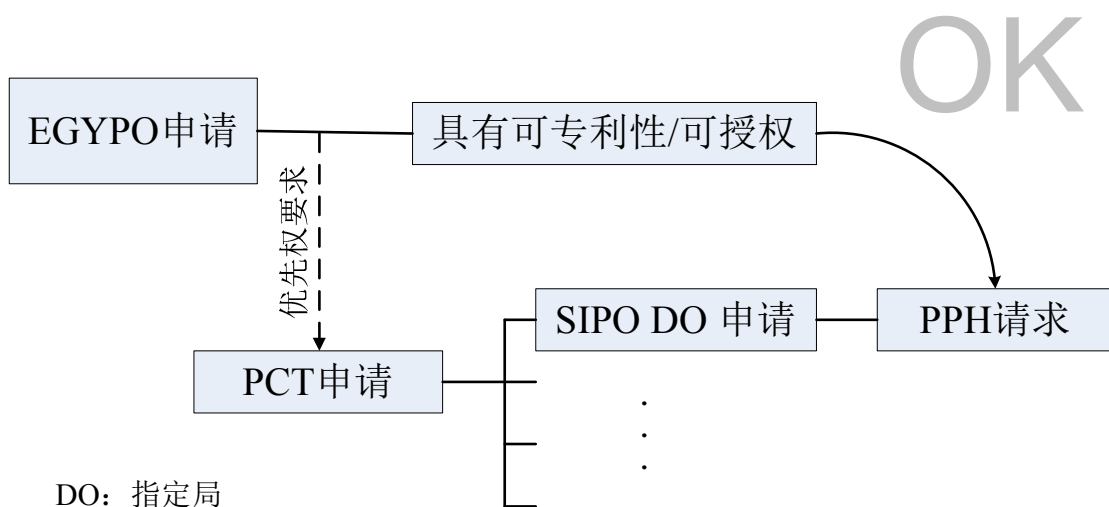 OK
EGYPO申请
具有可专利性/可授权
优先权要求
SIPO DO 申请
PPH请求
PCT申请
DO：指定局